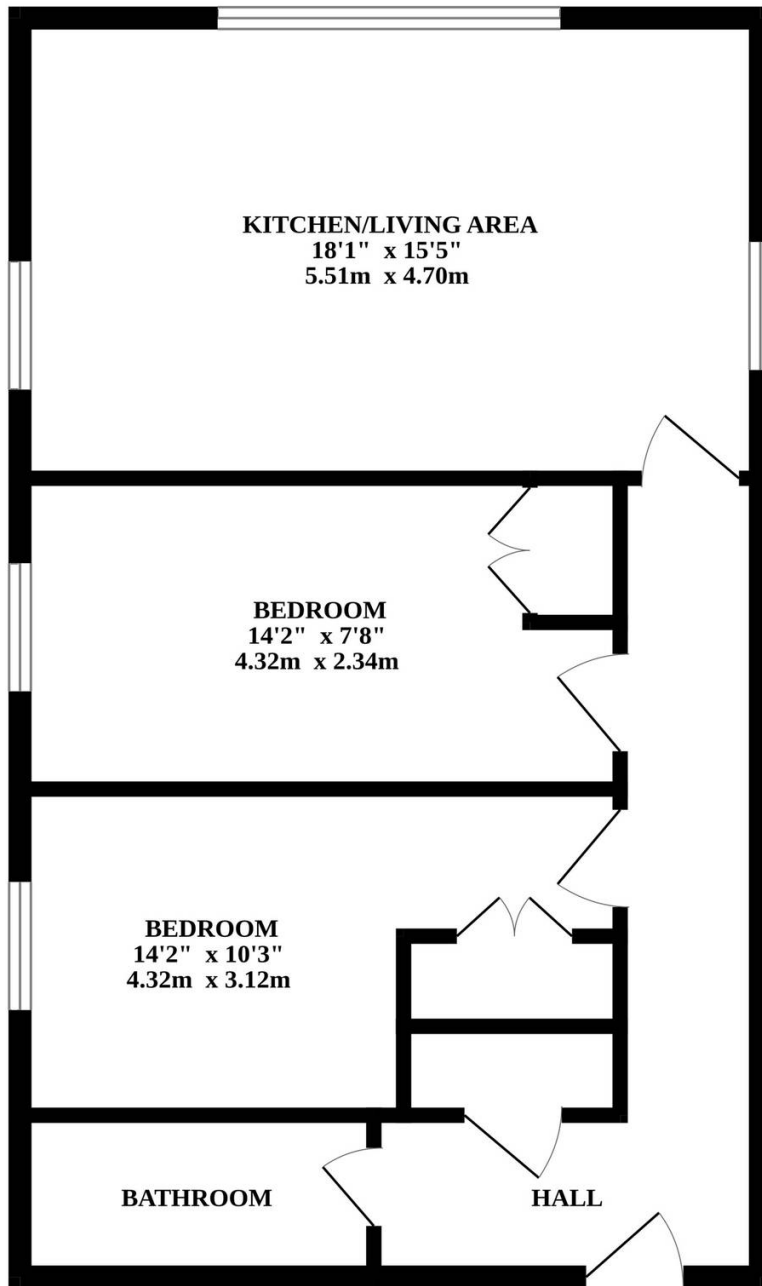 KITCHEN/LIVING AREA
18'1" x 15'5"
5.51m x 4.70m
BEDROOM
14'2" x 7'8"
4.32m x 2.34m
BEDROOM
14'2" x 10'3"
4.32m x 3.12m
BATHROOM
HALL